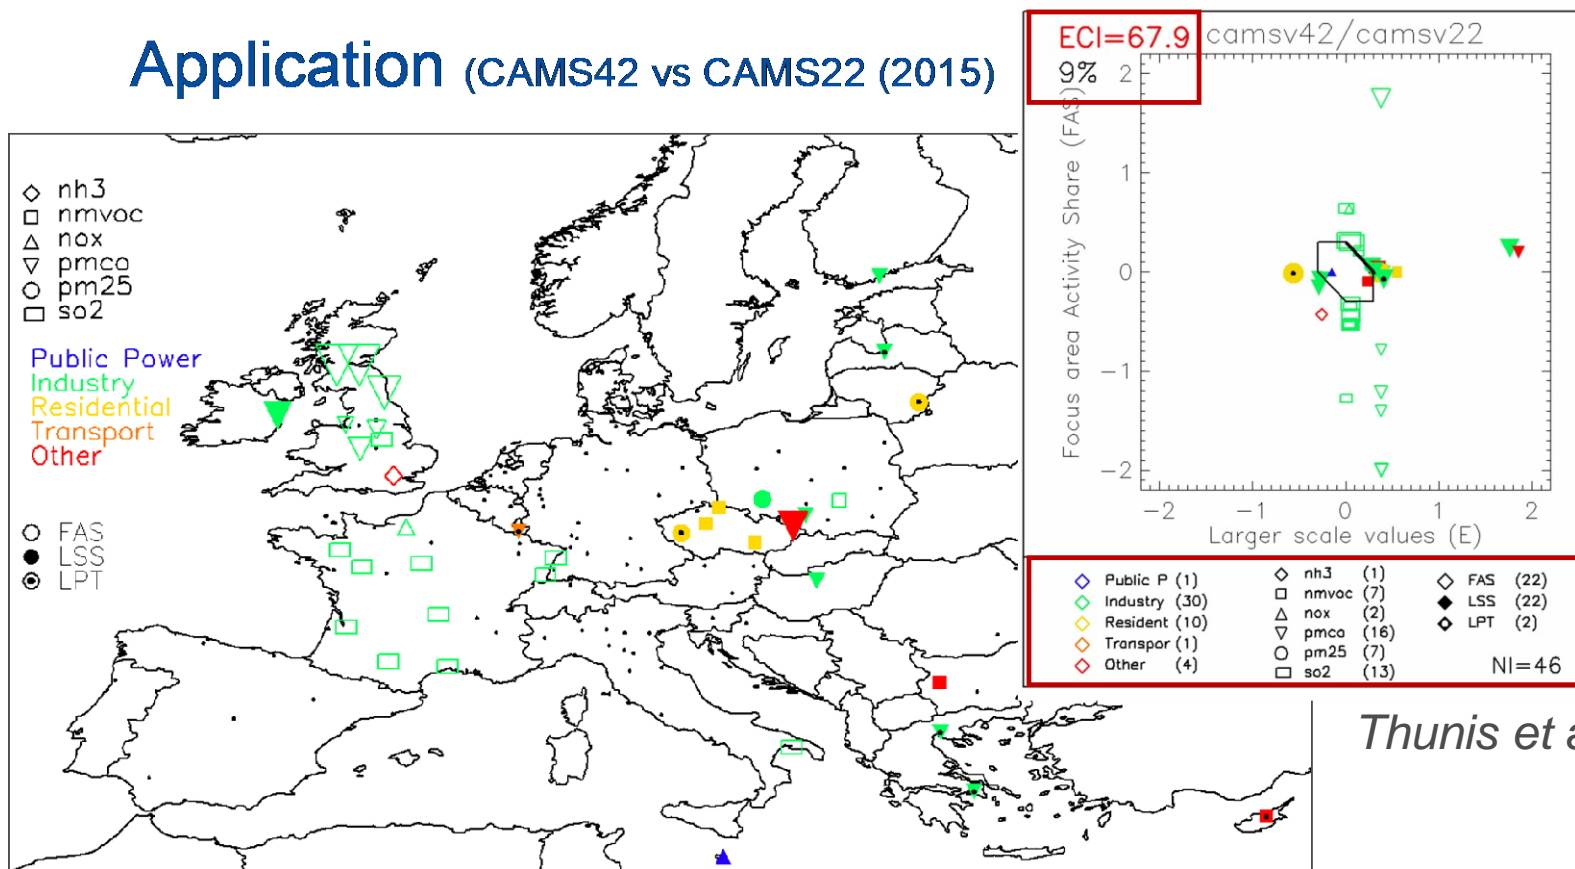 Application (CAMS42 vs CAMS22 (2015)
nh3
nmvoc
nox
pmco
pm25
so2
Public Power
Industry
Residential
Transport
Other
FAS
LSS
LPT
ECI=67.9
9%
camsv42/camsv22
Focus area Activity Share (FAS)
2
1
0
−1
−2
−2 −1 0 1 2
Larger scale values (E)
Public P (1)
Industry (30)
Resident (10)
Transpor (1)
Other (4)
nh3 (1)
nmvoc (7)
nox (2)
pmco (16)
pm25 (7)
so2 (13)
FAS (22)
LSS (22)
LPT (2)
NI=46
Thunis et a